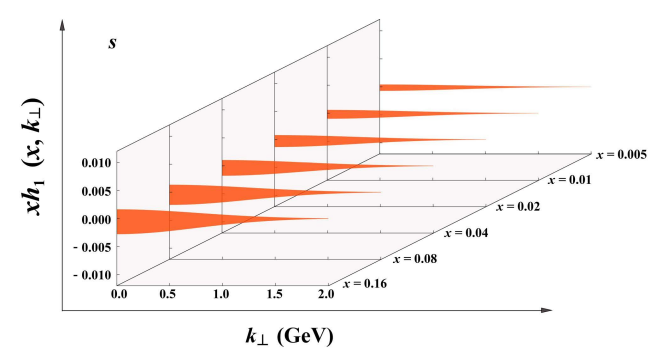 s
xh₁ (x, k⊥)
0.010
0.005
0.000
- 0.005
- 0.010
0.0 0.5 1.0 1.5 2.0
x = 0.005
x = 0.01
x = 0.02
x = 0.04
x = 0.08
x = 0.16
k⊥ (GeV)